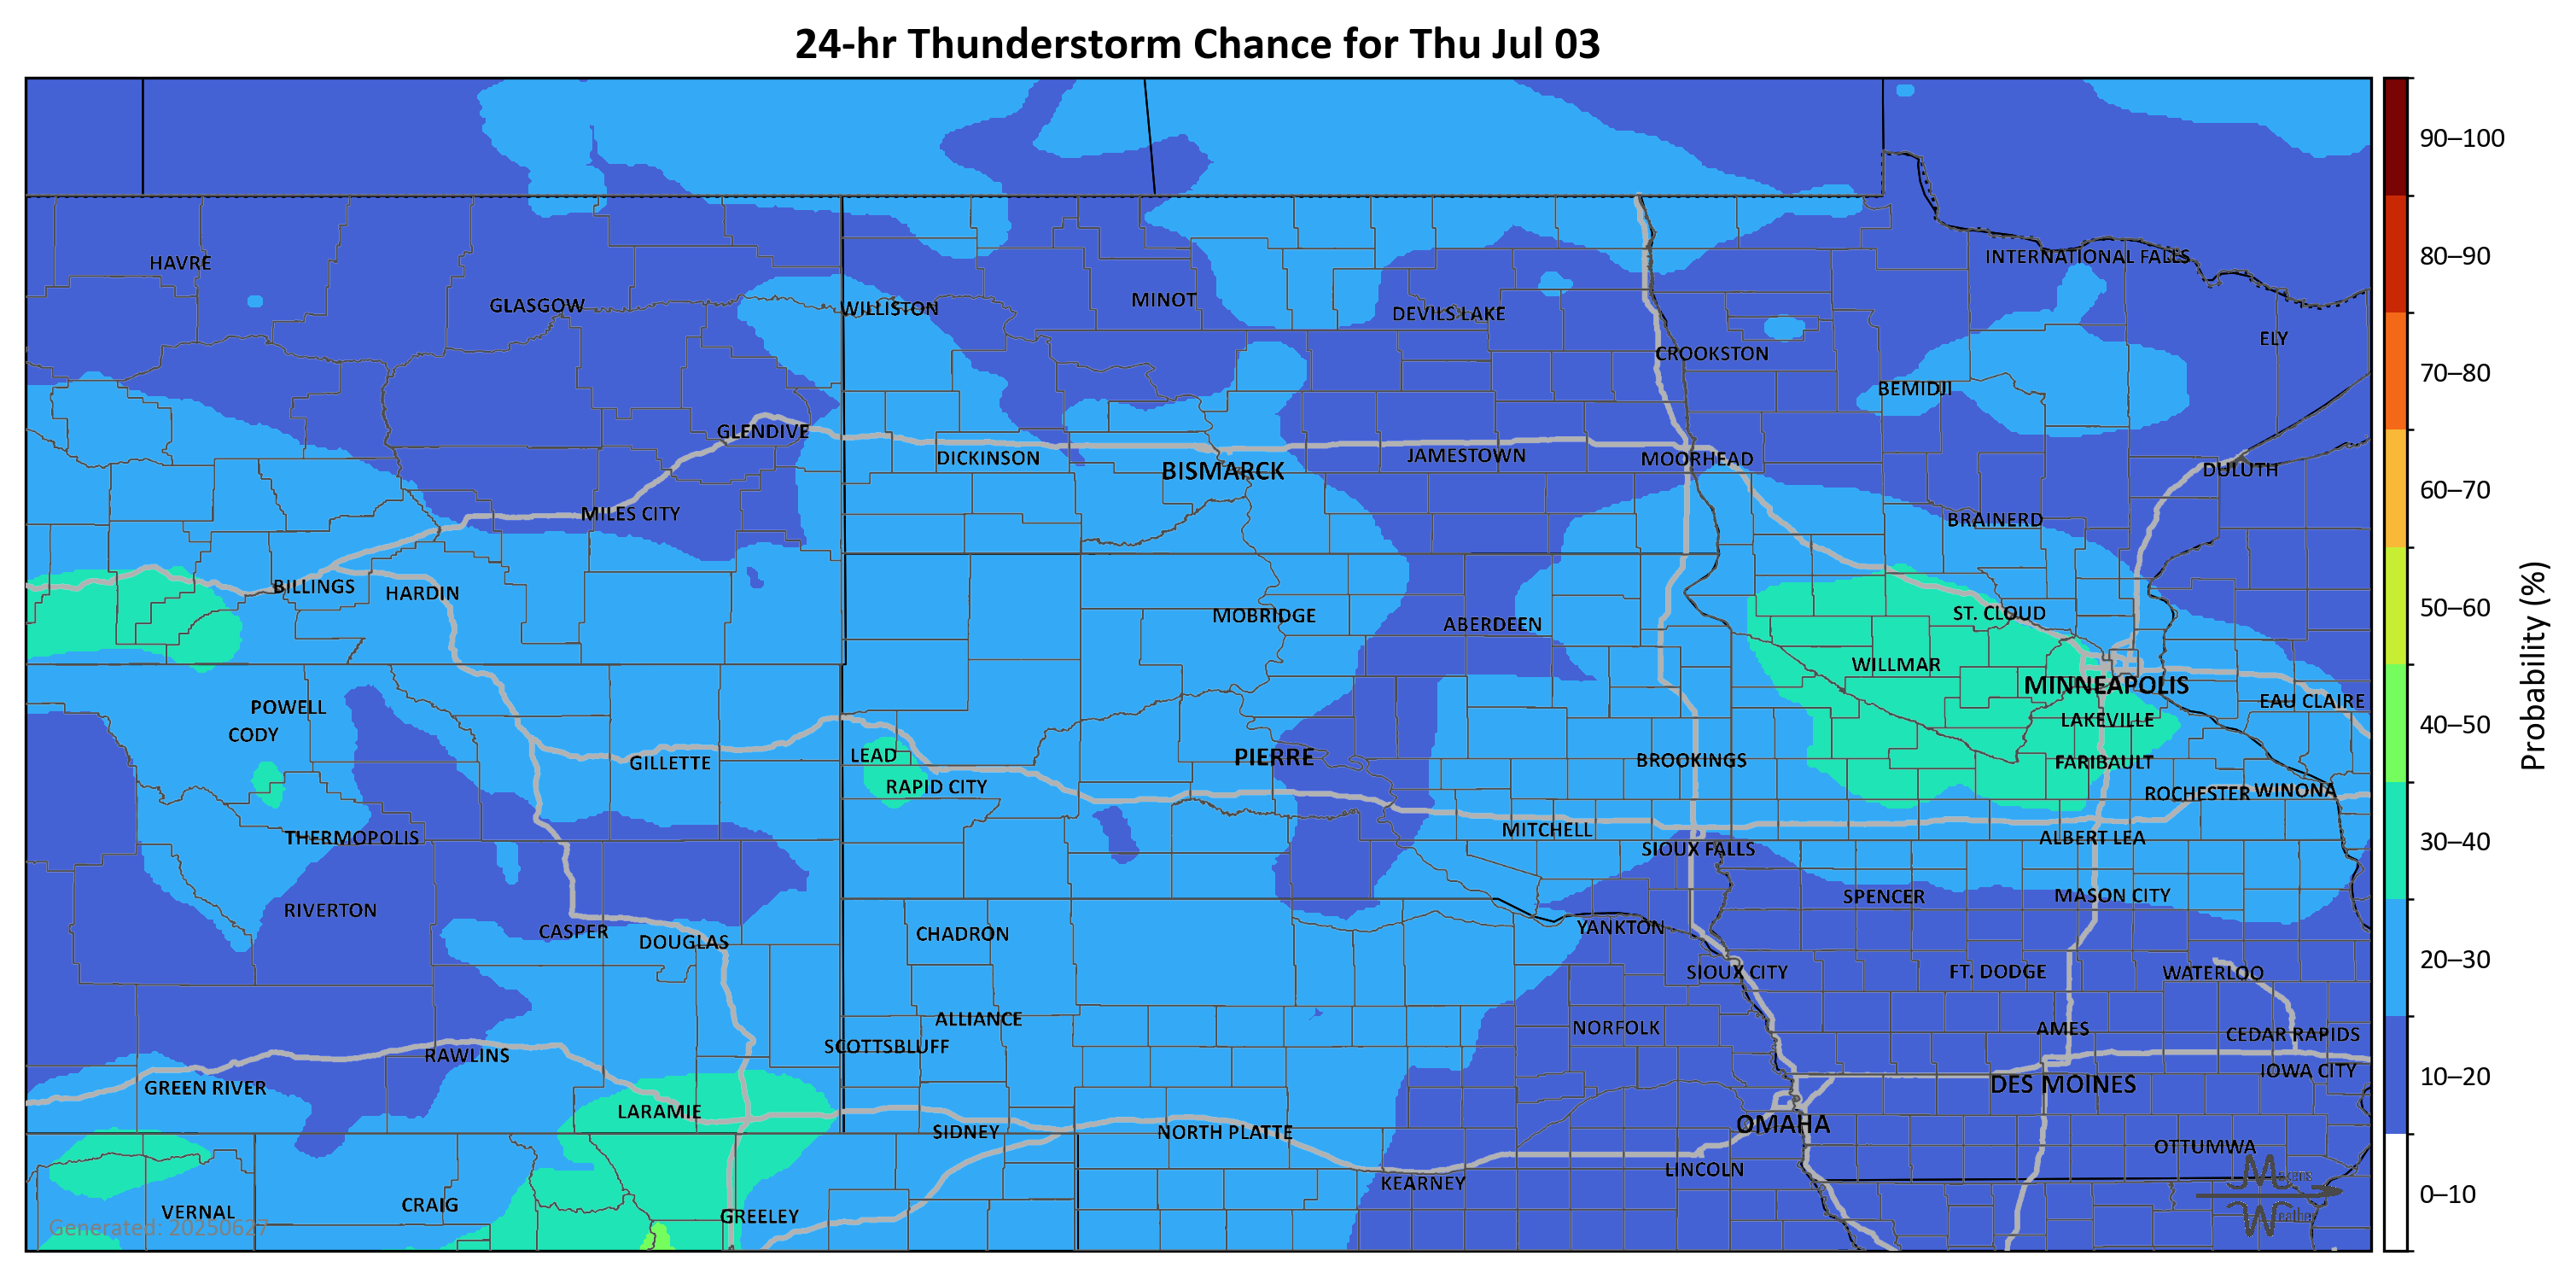 24-hr Thunderstorm Chance for Thu Jul 03
90–100
HAVRE
INTERNATIONAL FALLS
80–90
GLASGOW
WILLISTON
MINOT
DEVILS LAKE
ELY
CROOKSTON
70–80
BEMIDJI
GLENDIVE
DICKINSON
BISMARCK
JAMESTOWN
MOORHEAD
DULUTH
60–70
MILES CITY
BRAINERD
BILLINGS
HARDIN
MOBRIDGE
ABERDEEN
ST. CLOUD
50–60
WILLMAR
MINNEAPOLIS
POWELL
EAU CLAIRE
CODY
LAKEVILLE
40–50
LEAD
PIERRE
GILLETTE
BROOKINGS
FARIBAULT
RAPID CITY
ROCHESTER
WINONA
THERMOPOLIS
MITCHELL
ALBERT LEA
30–40
SIOUX FALLS
SPENCER
MASON CITY
RIVERTON
CASPER
DOUGLAS
CHADRON
YANKTON
20–30
SIOUX CITY
FT. DODGE
WATERLOO
ALLIANCE
NORFOLK
AMES
CEDAR RAPIDS
SCOTTSBLUFF
RAWLINS
IOWA CITY
GREEN RIVER
DES MOINES
10–20
LARAMIE
SIDNEY
NORTH PLATTE
OMAHA
OTTUMWA
LINCOLN
KEARNEY
VERNAL
CRAIG
GREELEY
0–10
Generated: 20250627
Makens
Weather
Probability (%)